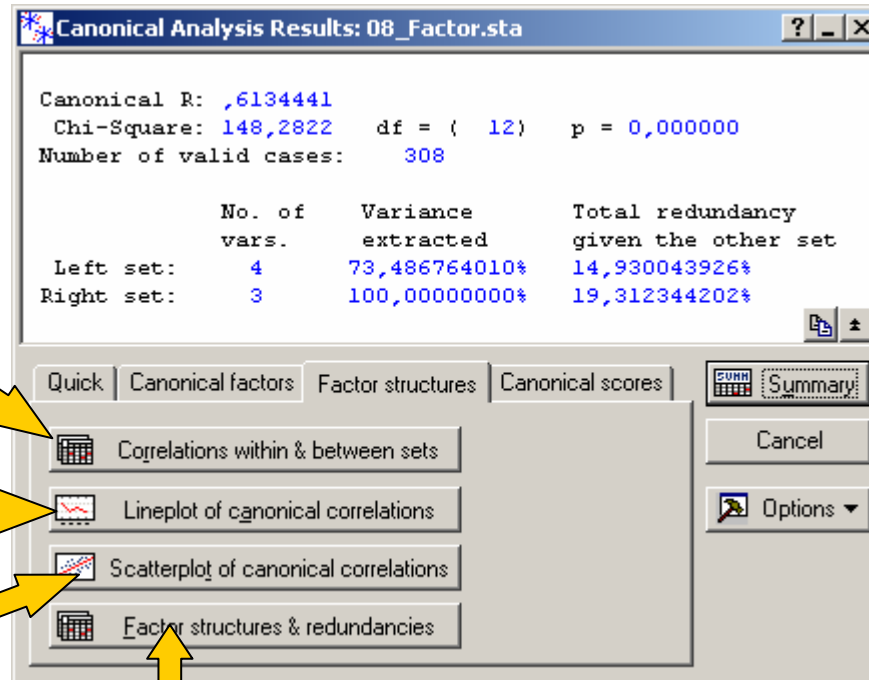 Canonical Analysis Results: 08_Factor.sta
Canonical R: ,6134441
Chi-Square: 148,2822 df = ( 12) p = 0,000000
Number of valid cases: 308
No. of Variance Total redundancy
vars. extracted given the other set
Left set: 4 73,486764010% 14,930043926%
Right set: 3 100,00000000% 19,312344202%
Quick Canonical factors Factor structures Canonical scores
Summary
Correlations within & between sets
Cancel
Lineplot of canonical correlations
Options
Scatterplot of canonical correlations
Factor structures & redundancies